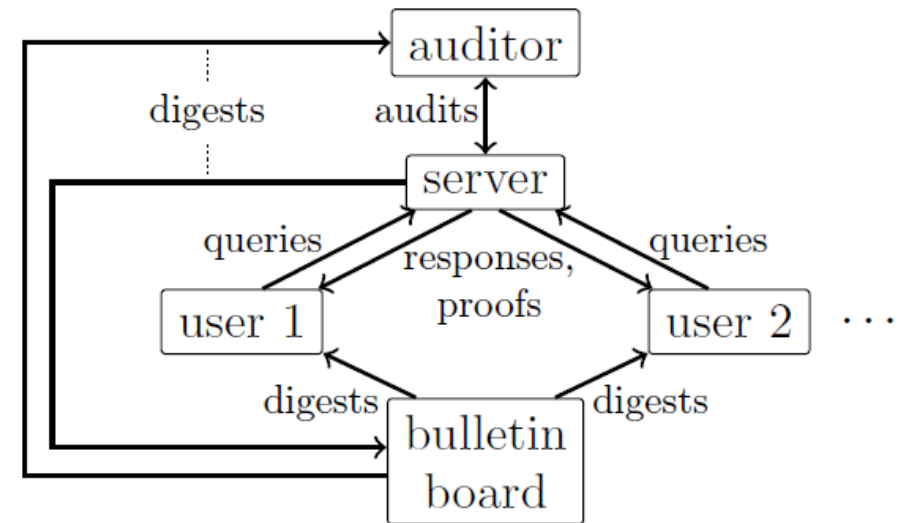 auditor
digests
audits
server
queries
responses,
proofs
queries
user 1
user 2
...
digests
digests
bulletin
board